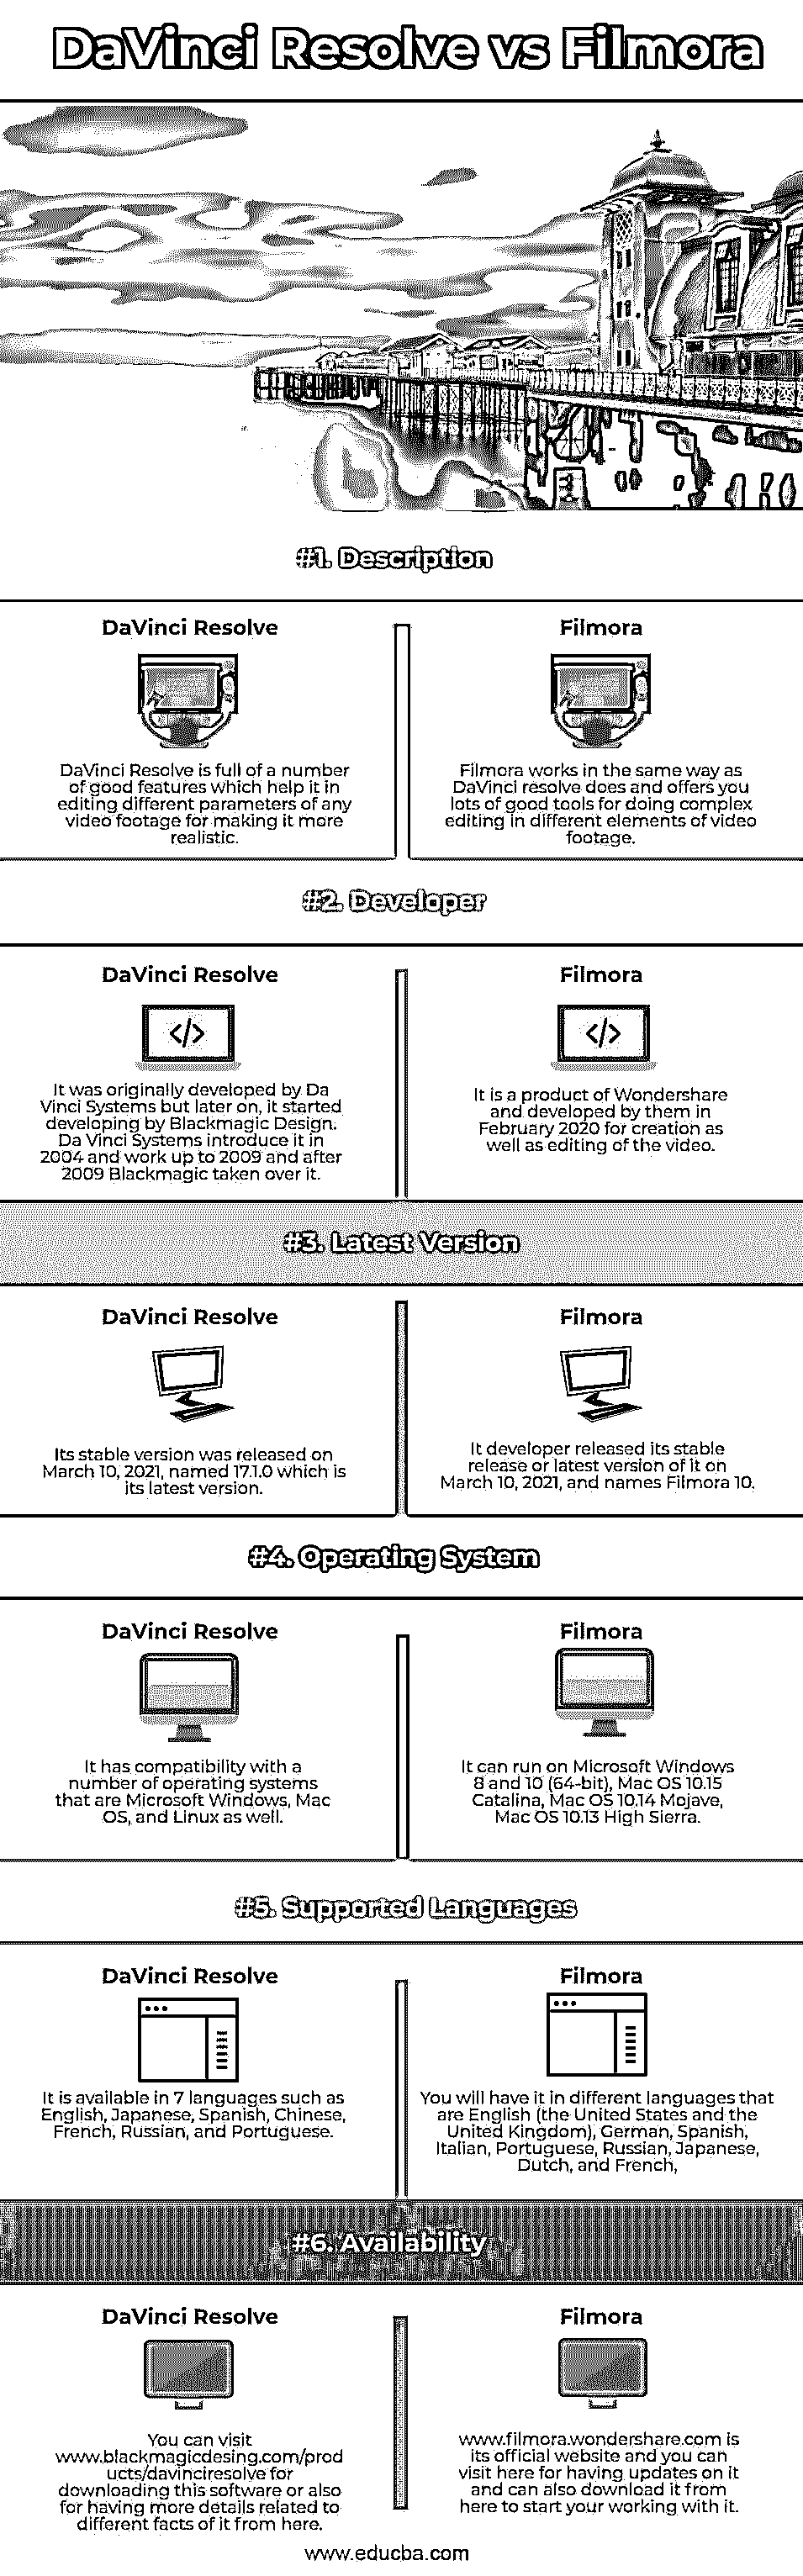 DaVinci Resolve vs Filmora
#1. Description
DaVinci Resolve
DaVinci Resolve is full of a number
of good features which help it in
editing different parameters of any
video footage for making it more
realistic.
Filmora
Filmora works in the same way as
DaVinci resolve does and offers you
lots of good tools for doing complex
editing in different elements of video
footage.
#2. Developer
DaVinci Resolve
</>
It was originally developed by Da
Vinci Systems but later on, it started
developing by Blackmagic Design.
Da Vinci Systems introduce it in
2004 and work up to 2009 and after
2009 Blackmagic taken over it.
Filmora
</>
It is a product of Wondershare
and developed by them in
February 2020 for creation as
well as editing of the video.
#3. Latest Version
DaVinci Resolve
Its stable version was released on
March 10, 2021, named 17.1.0 which is
its latest version.
Filmora
It developer released its stable
release or latest version of it on
March 10, 2021, and names Filmora 10.
#4. Operating System
DaVinci Resolve
It has compatibility with a
number of operating systems
that are Microsoft Windows, Mac
OS, and Linux as well.
Filmora
It can run on Microsoft Windows
8 and 10 (64-bit), Mac OS 10.15
Catalina, Mac OS 10.14 Mojave,
Mac OS 10.13 High Sierra.
#5. Supported Languages
DaVinci Resolve
It is available in 7 languages such as
English, Japanese, Spanish, Chinese,
French, Russian, and Portuguese.
Filmora
You will have it in different languages that
are English (the United States and the
United Kingdom), German, Spanish,
Italian, Portuguese, Russian, Japanese,
Dutch, and French,
#6. Availability
DaVinci Resolve
You can visit
www.blackmagicdesing.com/prod
ucts/davinciresolve for
downloading this software or also
for having more details related to
different facts of it from here.
Filmora
www.filmora.wondershare.com is
its official website and you can
visit here for having updates on it
and can also download it from
here to start your working with it.
www.educba.com